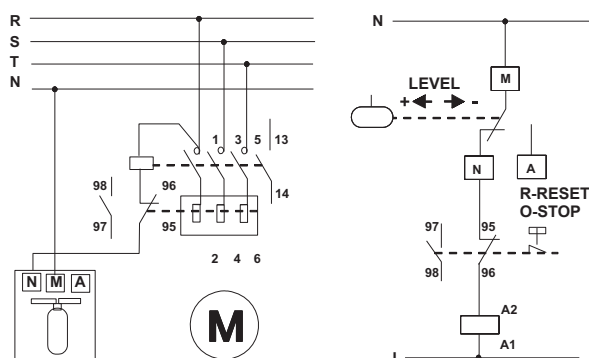 R
S
T
N
1 3 5 13
14
98 96
97 95
2 4 6
N M A
M
N
M
LEVEL
+ -
N A
R-RESET
O-STOP
97 95
98 96
A2
A1